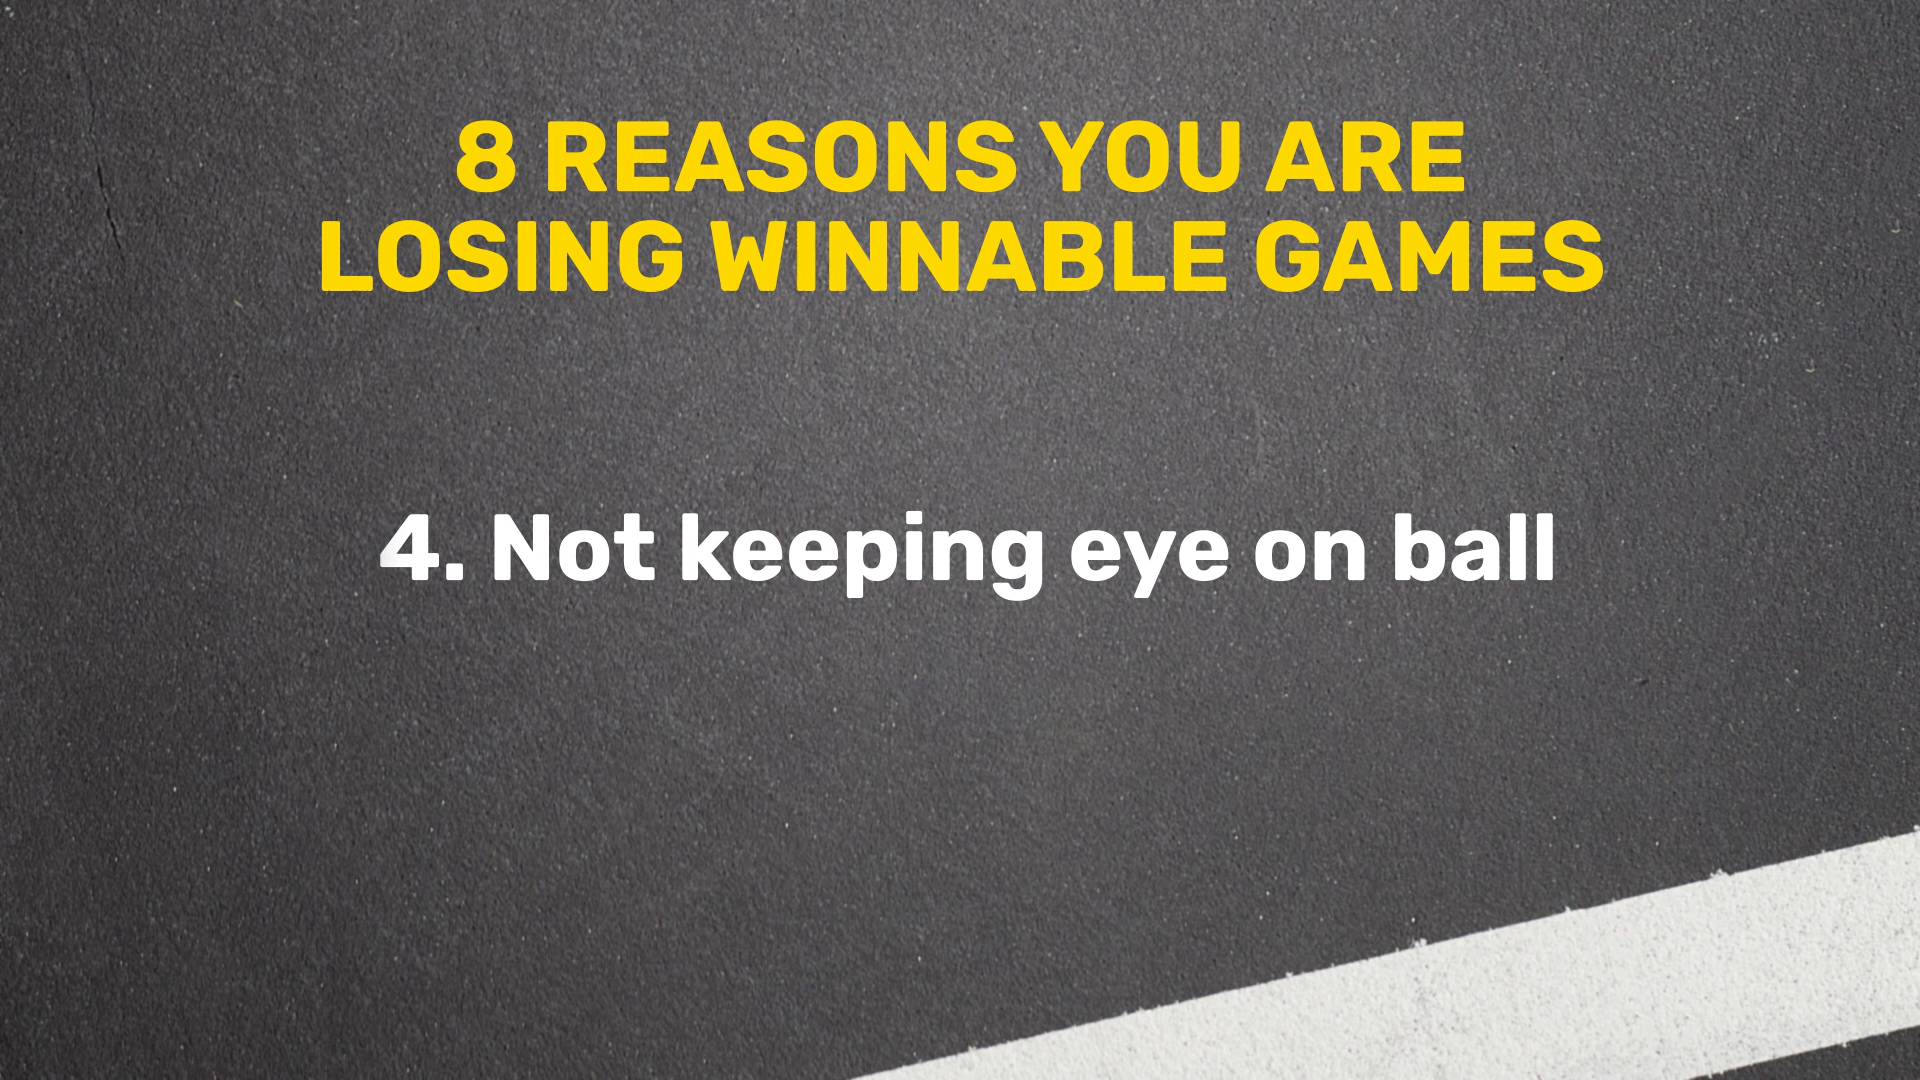 8 REASONS YOU ARE
LOSING WINNABLE GAMES
4. Not keeping eye on ball